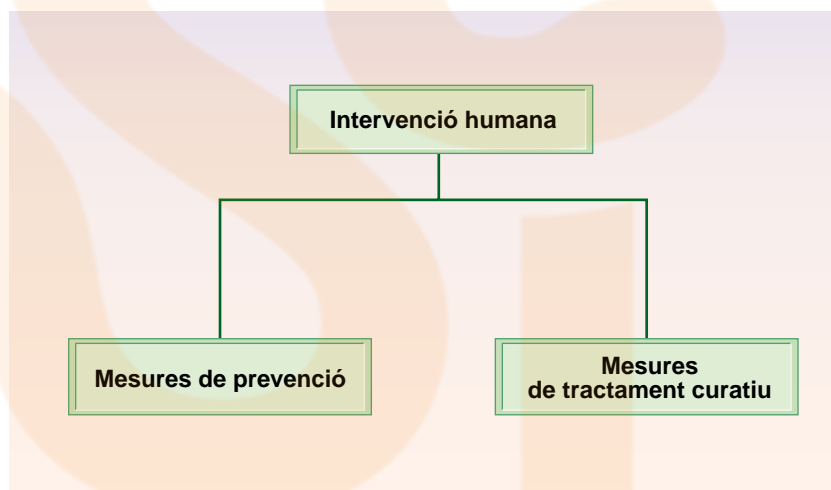 Intervenció humana
Mesures de prevenció
Mesures
de tractament curatiu